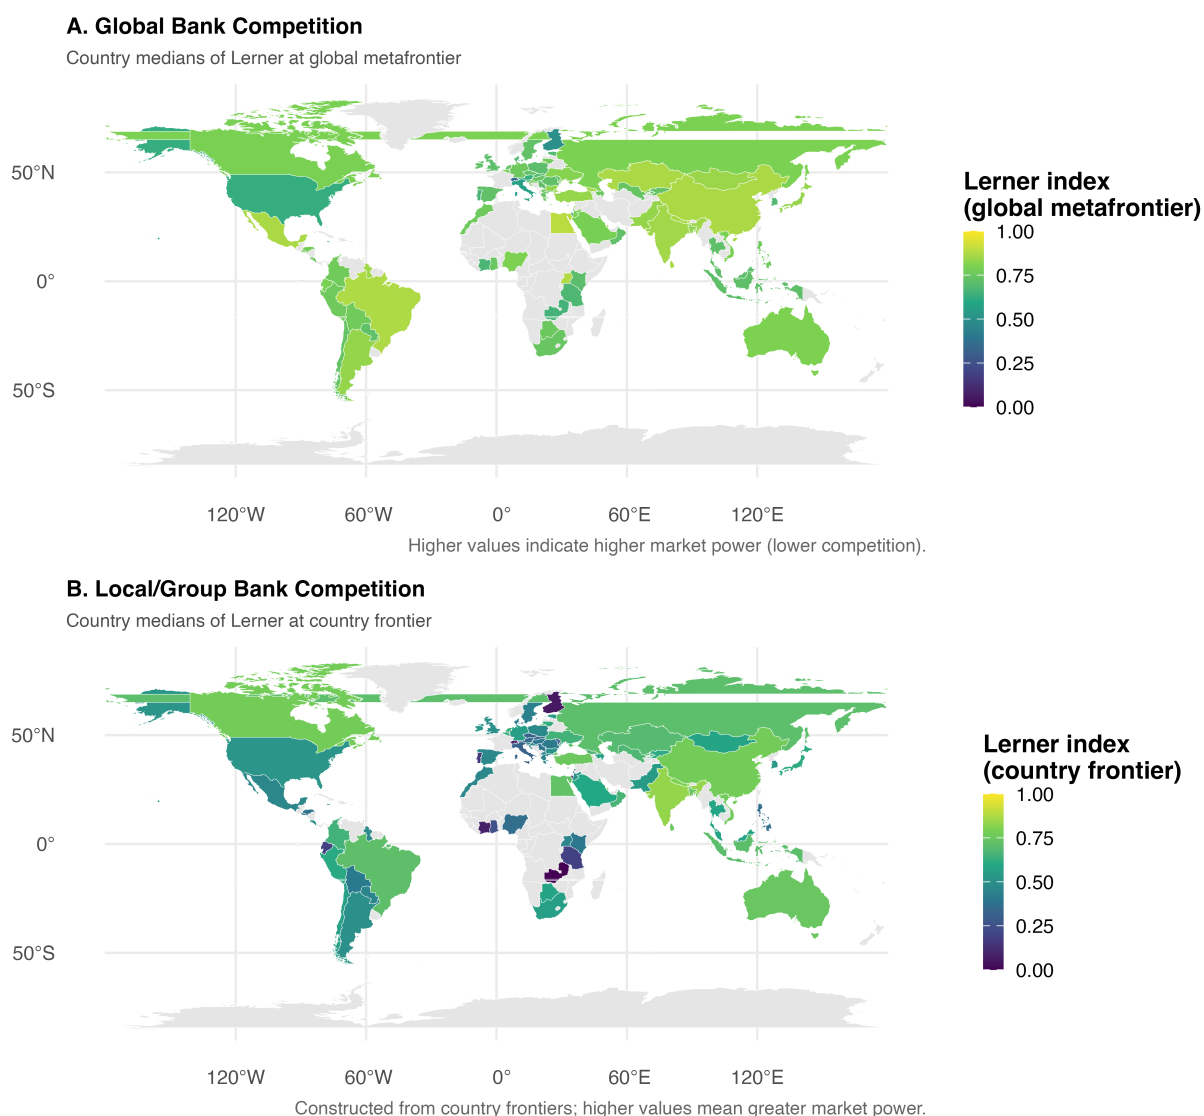 A. Global Bank Competition
Country medians of Lerner at global metafrontier
50°N
0°
50°S
120°W 60°W 0° 60°E 120°E
Higher values indicate higher market power (lower competition).
Lerner index
(global metafrontier)
1.00
0.75
0.50
0.25
0.00
B. Local/Group Bank Competition
Country medians of Lerner at country frontier
50°N
0°
50°S
120°W 60°W 0° 60°E 120°E
Constructed from country frontiers; higher values mean greater market power.
Lerner index
(country frontier)
1.00
0.75
0.50
0.25
0.00